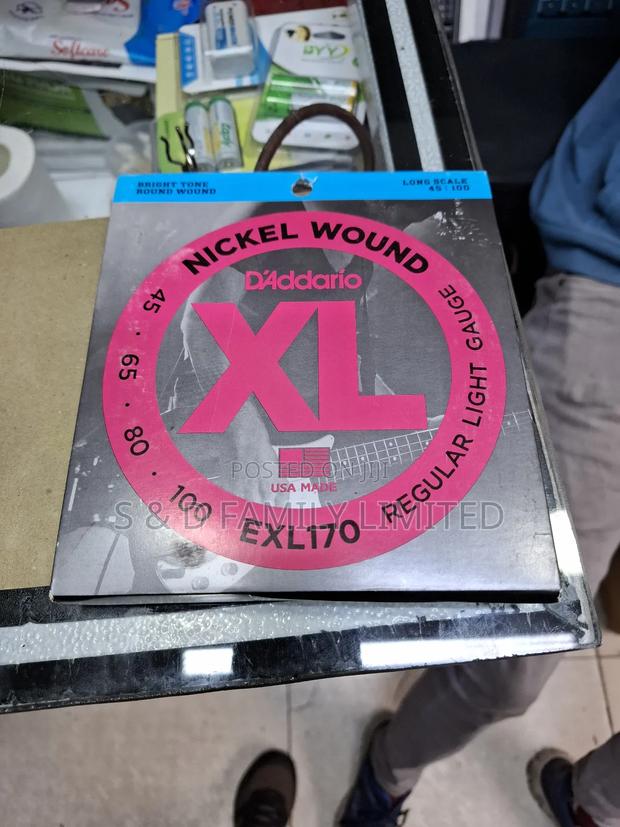 Softcare
BRIGHT TONE
ROUND WOUND
LONG SCALE
45 : 100
NICKEL WOUND
D'Addario
XL
USA MADE
45 · 65 · 80 · 100
EXL170
REGULAR LIGHT GAUGE
POSTED ON JIJI
S & D FAMILY LIMITED